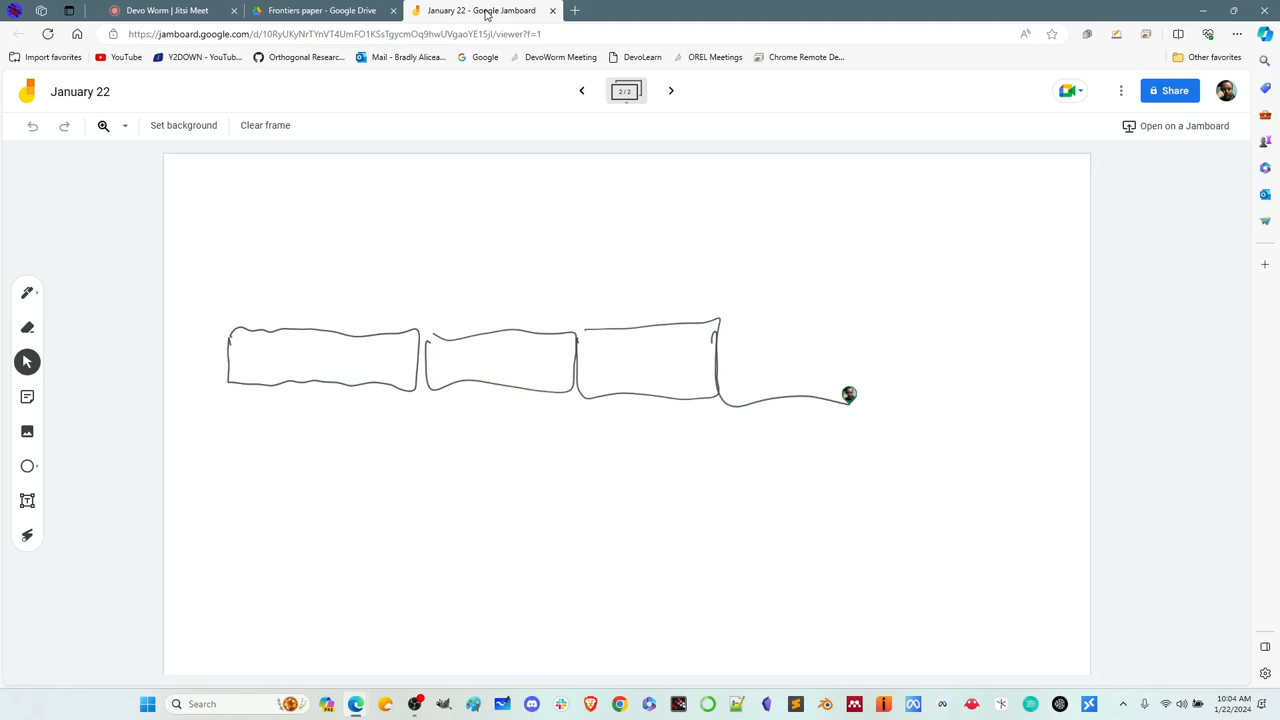 Devo Worm | Jitsi Meet
Frontiers paper - Google Drive
January 22 - Google Jamboard
https://jamboard.google.com/d/10RyUKyNrTYnVT4UmFO1KSsTgycmOq9hwUVgaoYE15jI/viewer?f=1
Import favorites
YouTube
Y2DOWN - YouTub...
Orthogonal Researc...
Mail - Bradly Alicea...
Google
DevoWorm Meeting
DevoLearn
OREL Meetings
Chrome Remote De...
Other favorites
January 22
2 / 2
Share
Set background
Clear frame
Open on a Jamboard
Search
10:04 AM
1/22/2024